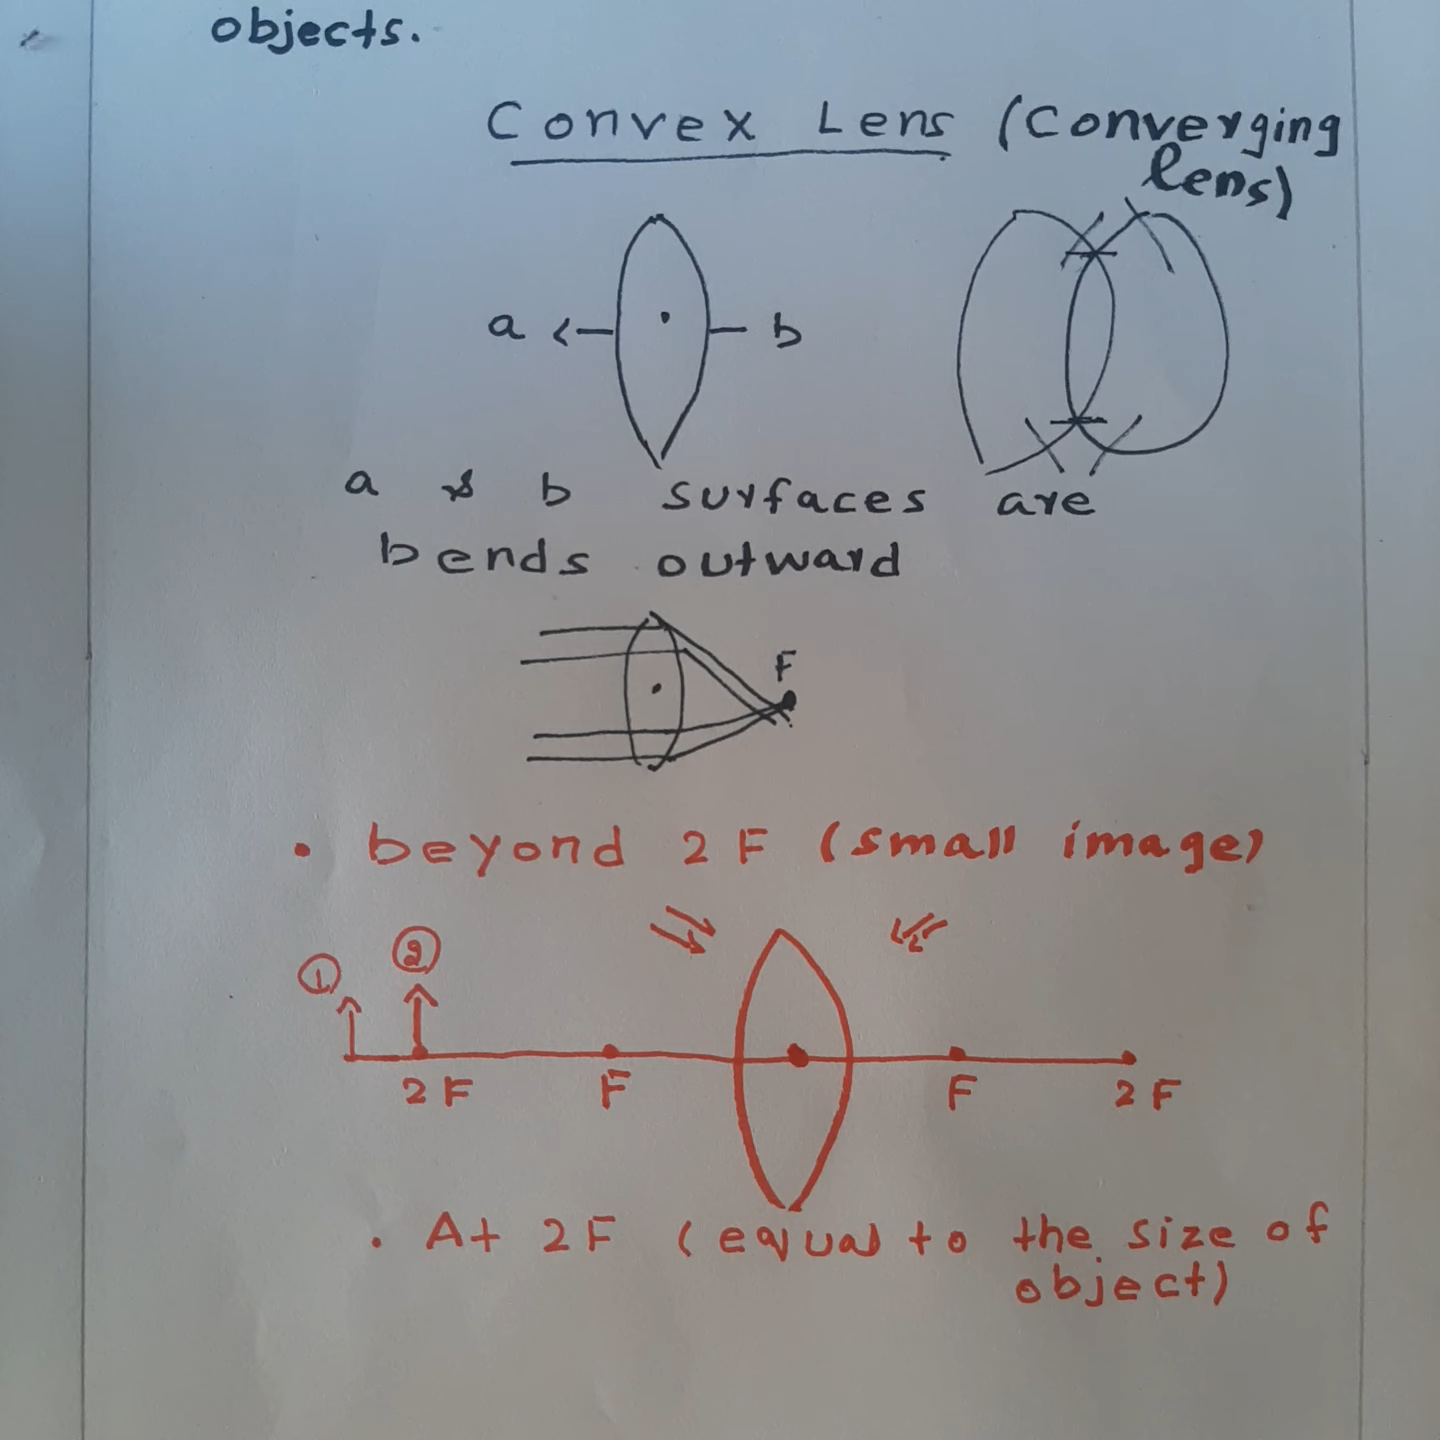 objects.
Convex Lens (Converging
lens)
a b
a & b surfaces are
bends outward
F
• beyond 2F (small image)
① ②
2F F F 2F
• At 2F (equal to the size of
object)